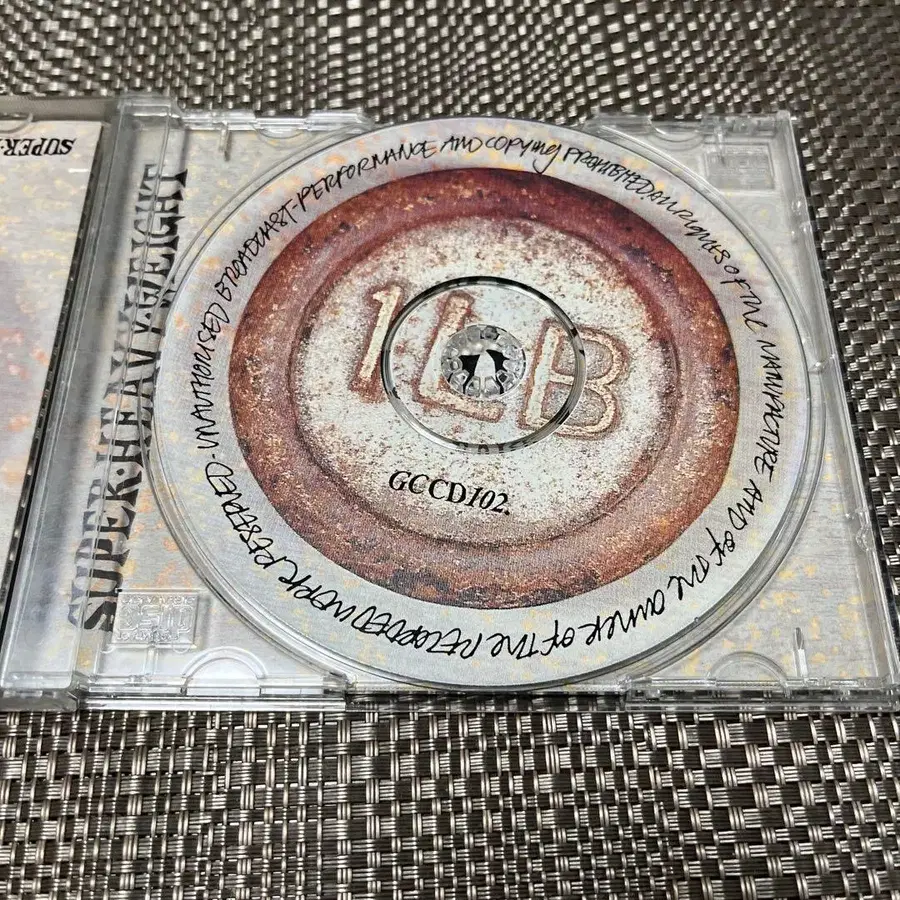 SUPER·
SUPER·HEAVYWEIGHT
UNAUTHORISED BROADCAST-PERFORMANCE AND COPYING PROHIBITED. ALL RIGHTS OF THE MANUFACTURE AND OF THE OWNER OF THE RECORDED WORK RESERVED-
1LB
GCCD102.